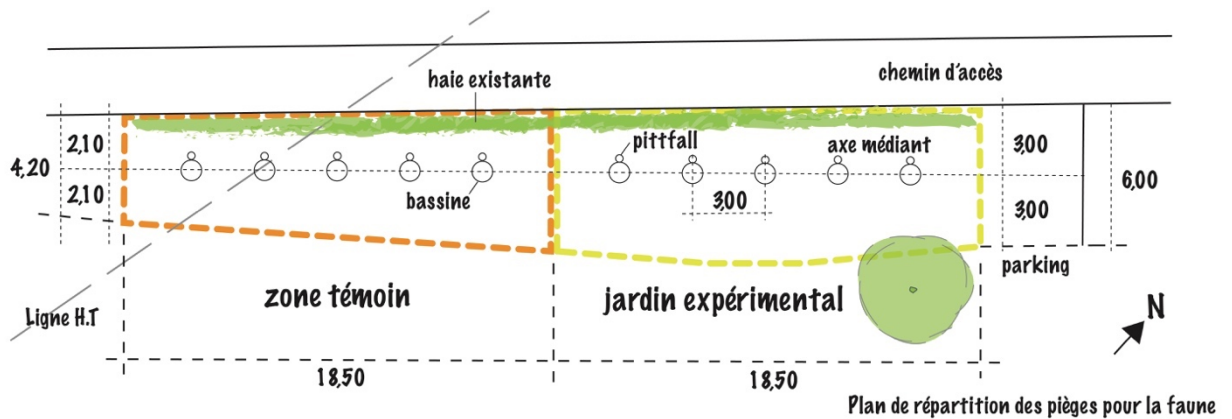 chemin d'accès
haie existante
2,10
pittfall
axe médiant
3,00
4,20
6,00
2,10
bassine
3,00
3,00
parking
zone témoin
jardin expérimental
Ligne H.T
N
18,50
18,50
Plan de répartition des pièges pour la faune